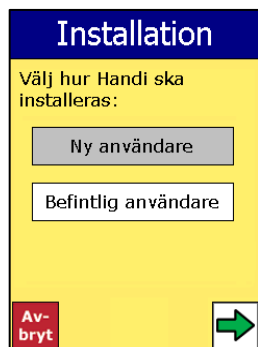 Installation
Välj hur Handi ska
installeras:
Ny användare
Befintlig användare
Av-
bryt